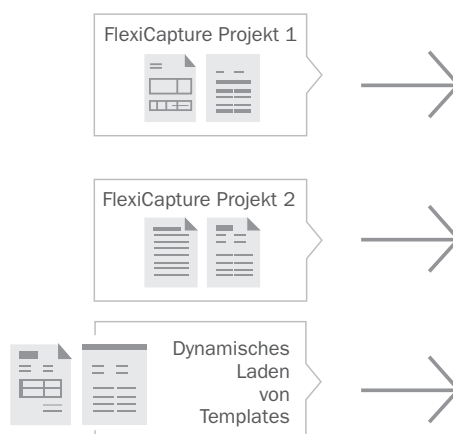 FlexiCapture Projekt 1
FlexiCapture Projekt 2
Dynamisches
Laden
von
Templates